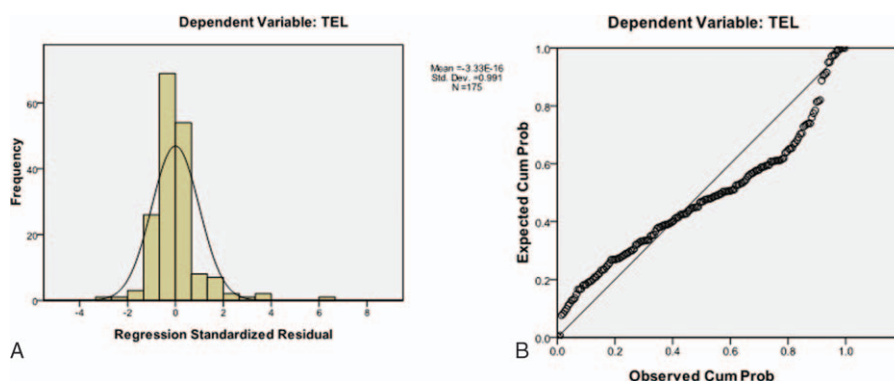 Dependent Variable: TEL
Mean =-3.33E-16
Std. Dev. =0.991
N =175
Frequency
60
40
20
0
-4
-2
0
2
4
6
8
Regression Standardized Residual
A
Dependent Variable: TEL
Expected Cum Prob
1.0
0.8
0.6
0.4
0.2
0.0
0.0
0.2
0.4
0.6
0.8
1.0
Observed Cum Prob
B